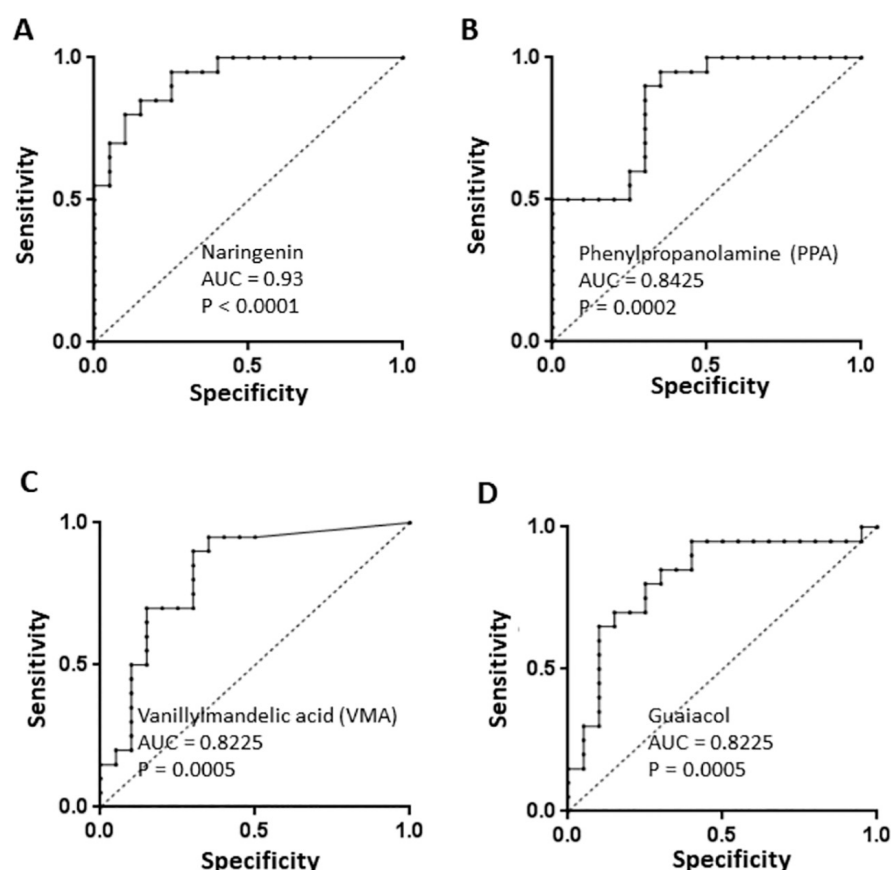 A
1.0
0.5
0.0
Sensitivity
Naringenin
AUC = 0.93
P < 0.0001
0.0 0.5 1.0
Specificity
B
1.0
0.5
0.0
Sensitivity
Phenylpropanolamine (PPA)
AUC = 0.8425
P = 0.0002
0.0 0.5 1.0
Specificity
C
1.0
0.5
0.0
Sensitivity
Vanillylmandelic acid (VMA)
AUC = 0.8225
P = 0.0005
0.0 0.5 1.0
Specificity
D
1.0
0.5
0.0
Sensitivity
Guaiacol
AUC = 0.8225
P = 0.0005
0.0 0.5 1.0
Specificity